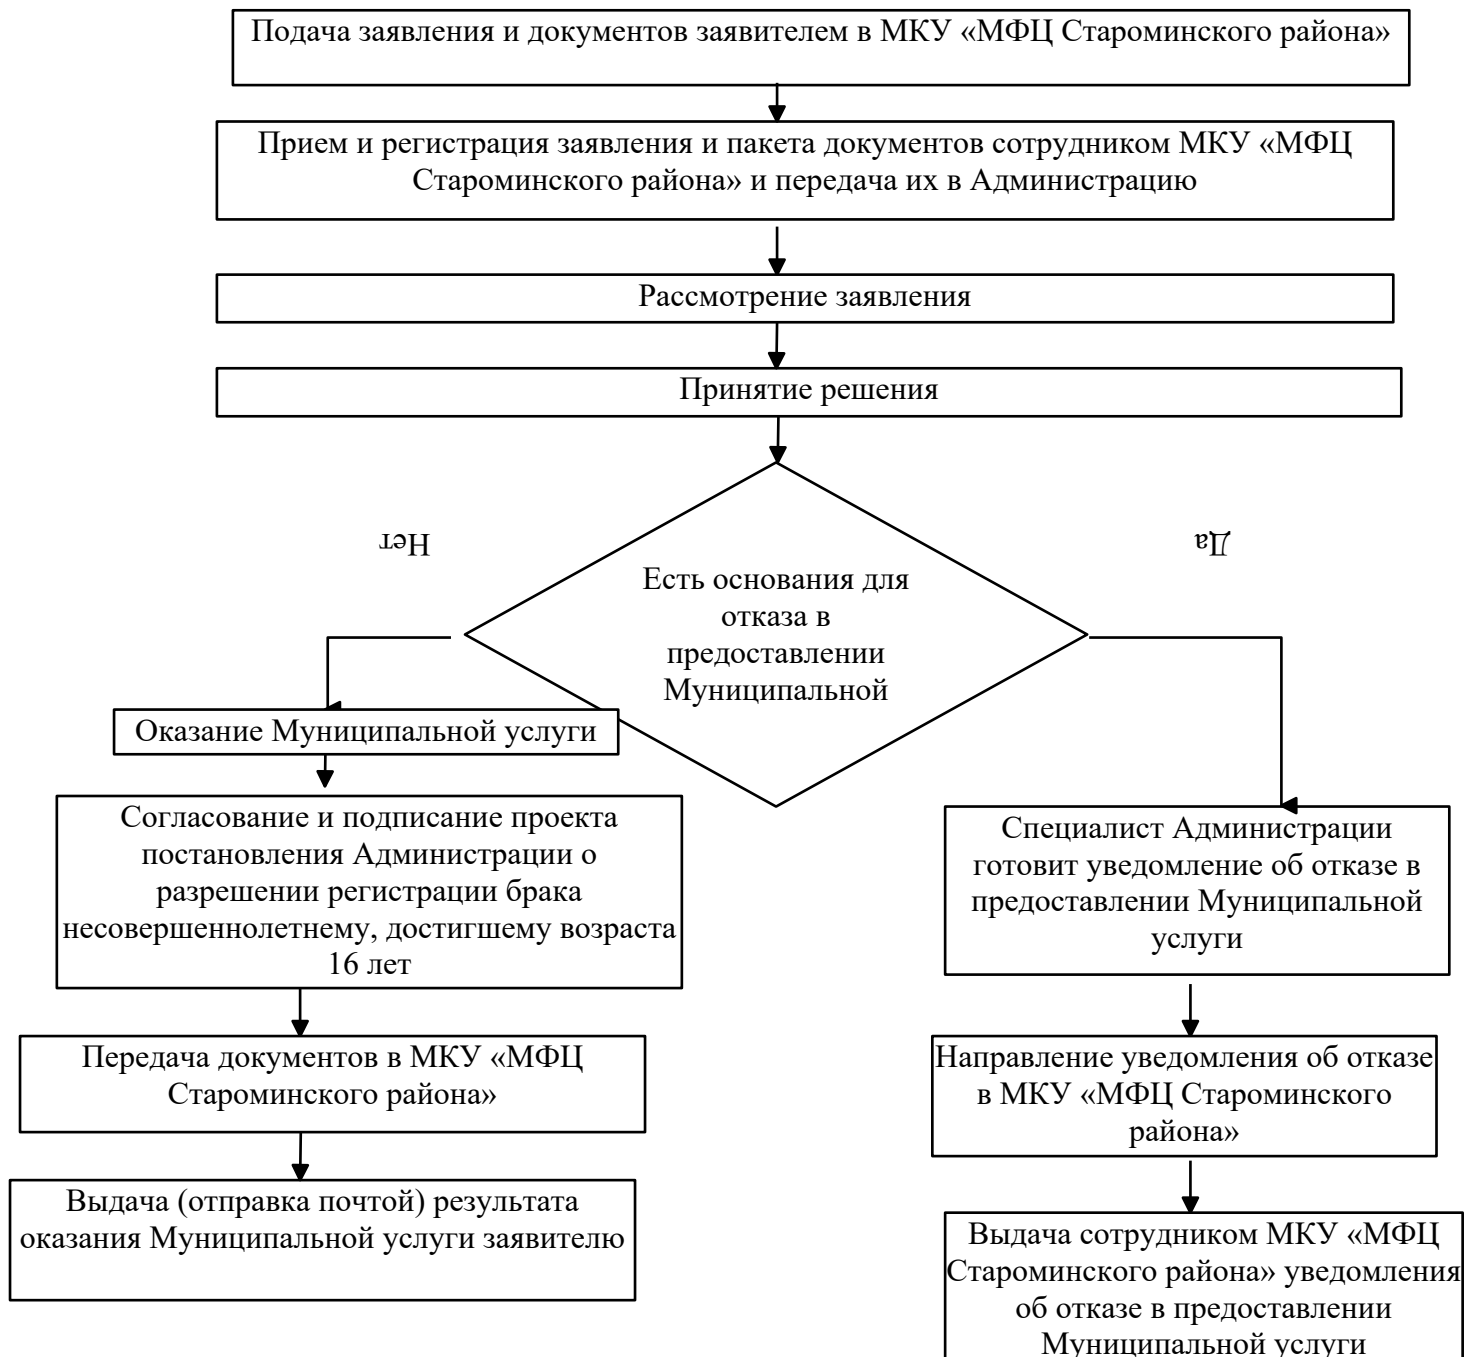 Подача заявления и документов заявителем в МКУ «МФЦ Староминского района»
Прием и регистрация заявления и пакета документов сотрудником МКУ «МФЦ
Староминского района» и передача их в Администрацию
Рассмотрение заявления
Принятие решения
Нет
Да
Есть основания для
отказа в
предоставлении
Муниципальной
Оказание Муниципальной услуги
Согласование и подписание проекта
постановления Администрации о
разрешении регистрации брака
несовершеннолетнему, достигшему возраста
16 лет
Передача документов в МКУ «МФЦ
Староминского района»
Выдача (отправка почтой) результата
оказания Муниципальной услуги заявителю
Специалист Администрации
готовит уведомление об отказе в
предоставлении Муниципальной
услуги
Направление уведомления об отказе
в МКУ «МФЦ Староминского
района»
Выдача сотрудником МКУ «МФЦ
Староминского района» уведомления
об отказе в предоставлении
Муниципальной услуги